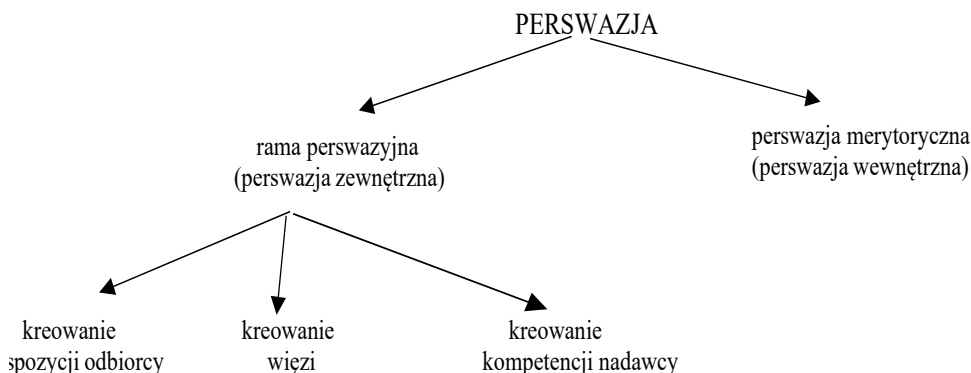 PERSWAZJA
rama perswazyjna
(perswazja zewnętrzna)
perswazja merytoryczna
(perswazja wewnętrzna)
kreowanie
spozycji odbiorcy
kreowanie
więzi
kreowanie
kompetencji nadawcy